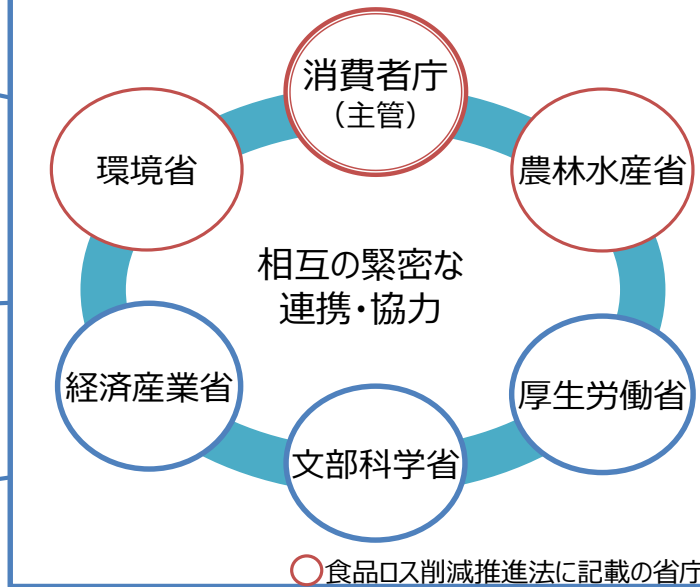 消費者庁
（主管）
環境省
農林水産省
相互の緊密な
連携・協力
経済産業省
厚生労働省
文部科学省
食品ロス削減推進法に記載の省庁